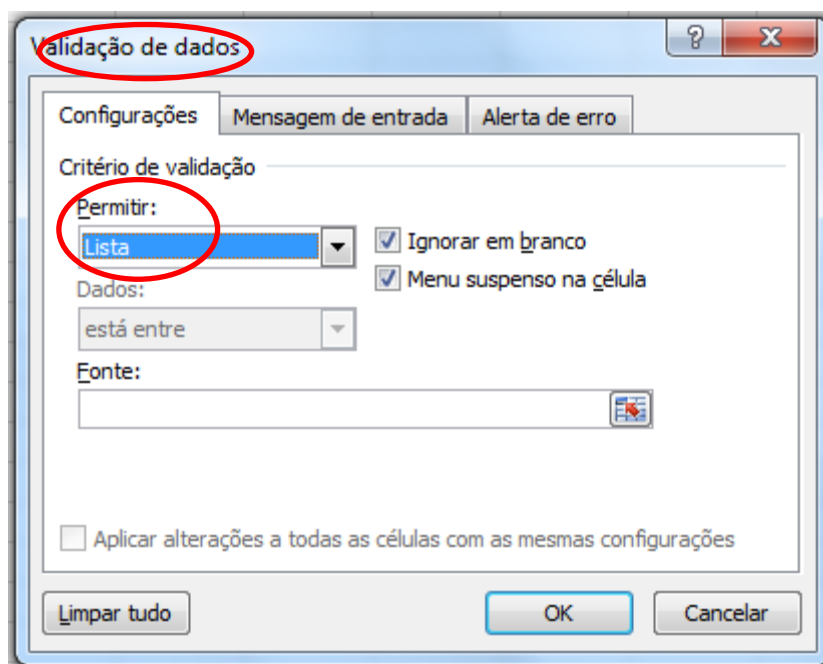 Validação de dados
Configurações Mensagem de entrada Alerta de erro
Critério de validação
Permitir:
Lista
Ignorar em branco
Menu suspenso na célula
Dados:
está entre
Fonte:
Aplicar alterações a todas as células com as mesmas configurações
Limpar tudo OK Cancelar